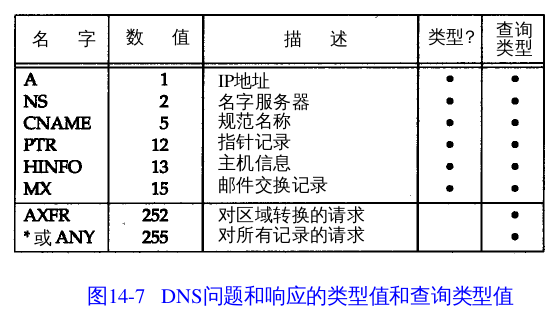 名 字 数 值 描 述 类型? 查询类型
A 1 IP地址 • •
NS 2 名字服务器 • •
CNAME 5 规范名称 • •
PTR 12 指针记录 • •
HINFO 13 主机信息 • •
MX 15 邮件交换记录 • •
AXFR 252 对区域转换的请求 •
*或ANY 255 对所有记录的请求 •
图14-7 DNS问题和响应的类型值和查询类型值